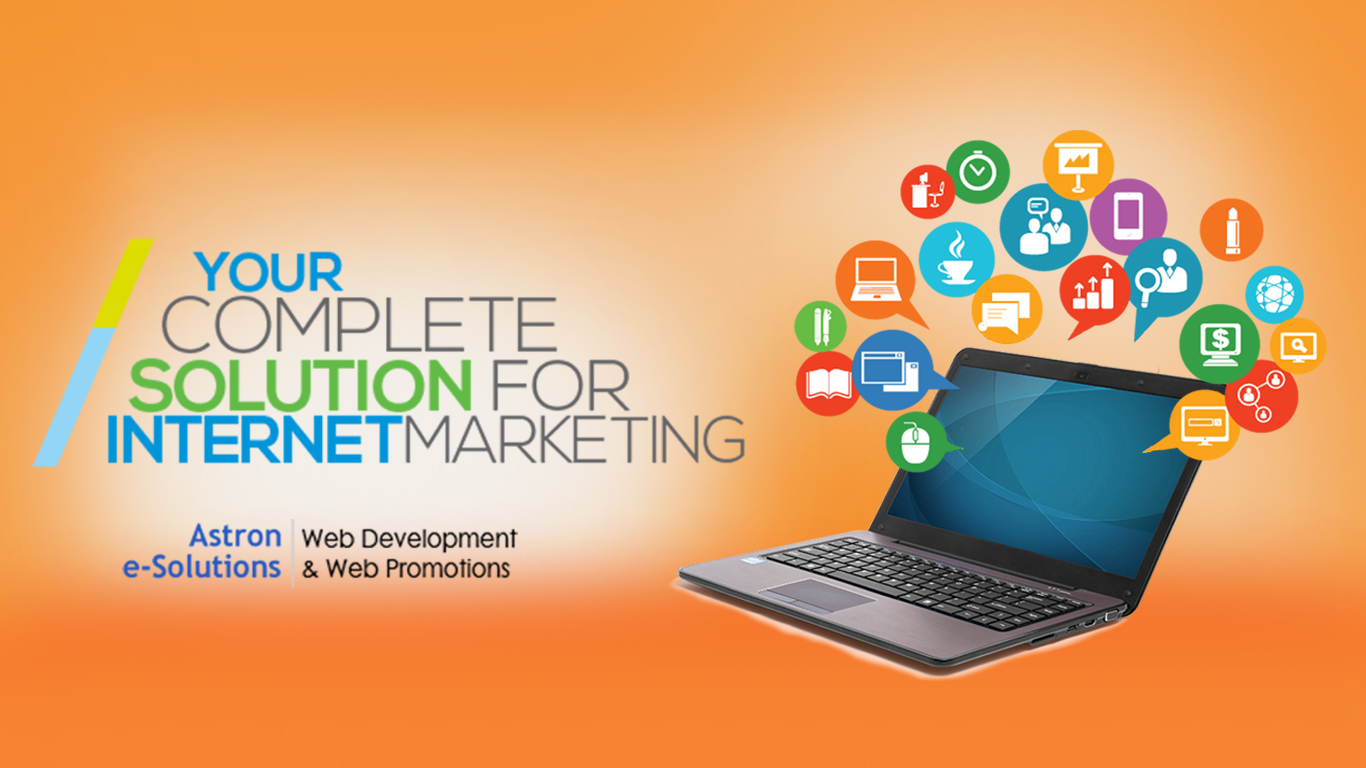 YOUR
COMPLETE
SOLUTION FOR
INTERNETMARKETING
Astron
e-Solutions
Web Development
& Web Promotions
$